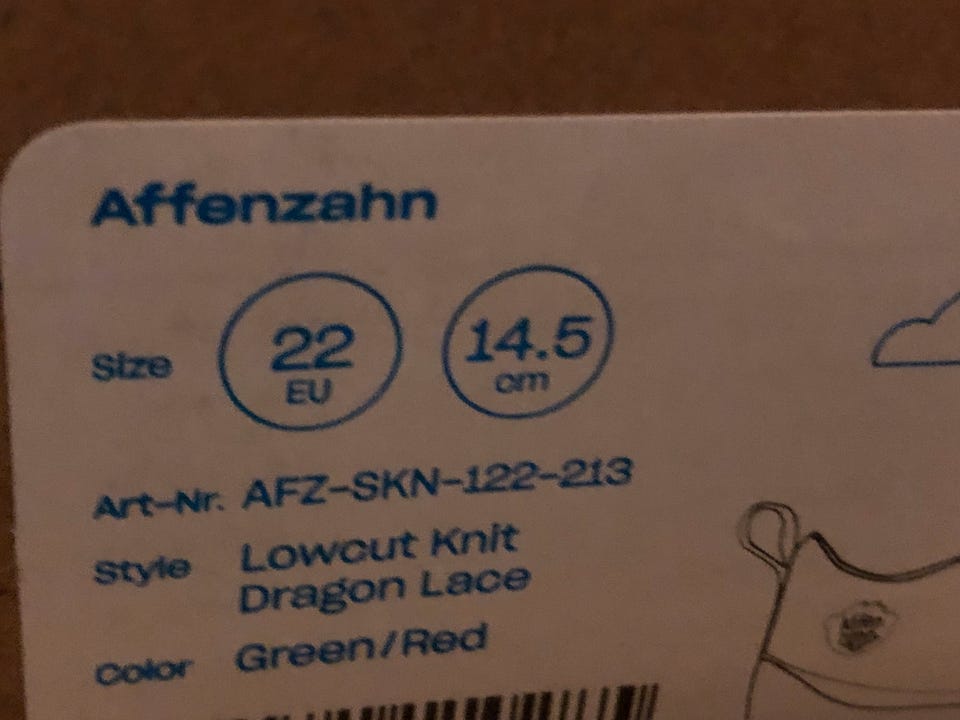 Affenzahn
Size 22 EU 14.5 cm
Art-Nr. AFZ-SKN-122-213
Style Lowcut Knit
Dragon Lace
Color Green/Red